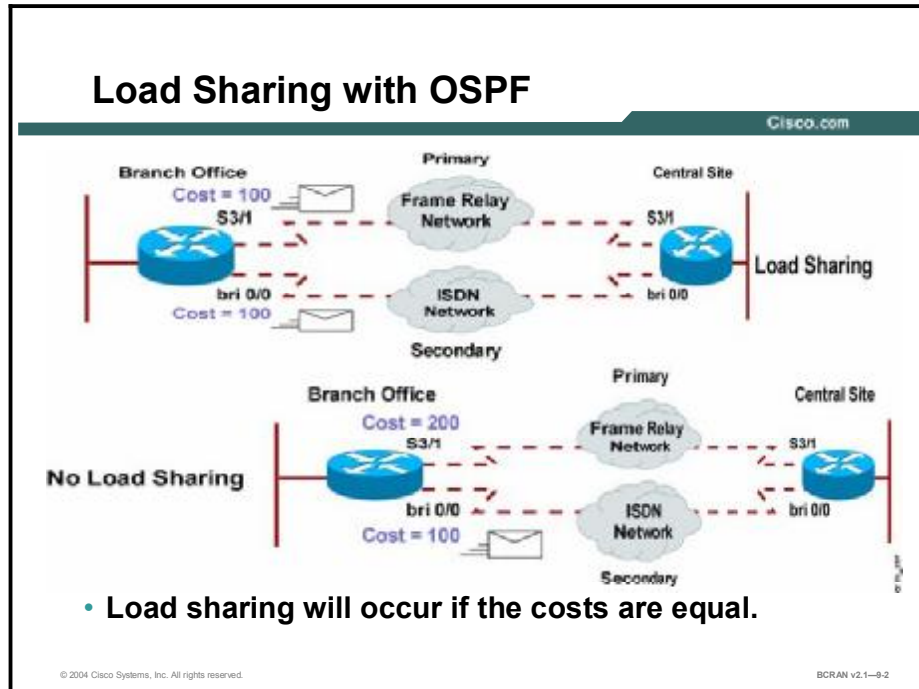 Load Sharing with OSPF
Cisco.com
Primary
Branch Office
Central Site
Cost = 100
Frame Relay
Network
S3/1
S3/1
Load Sharing
bri 0/0
bri 0/0
ISDN
Network
Cost = 100
Secondary
Primary
Branch Office
Central Site
Cost = 200
Frame Relay
Network
S3/1
S3/1
No Load Sharing
bri 0/0
bri 0/0
ISDN
Network
Cost = 100
Secondary
• Load sharing will occur if the costs are equal.
© 2004 Cisco Systems, Inc. All rights reserved.
BCRAN v2.1—9-2